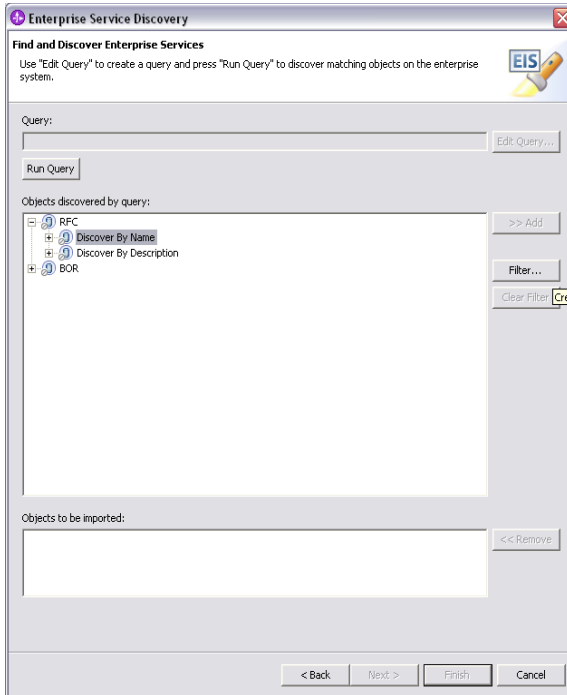 Enterprise Service Discovery
Find and Discover Enterprise Services
Use "Edit Query" to create a query and press "Run Query" to discover matching objects on the enterprise
system.
EIS
Query:
Edit Query...
Run Query
Objects discovered by query:
RFC
Discover By Name
Discover By Description
BOR
>> Add
Filter...
Clear Filter
Cre
Objects to be imported:
<< Remove
< Back
Next >
Finish
Cancel